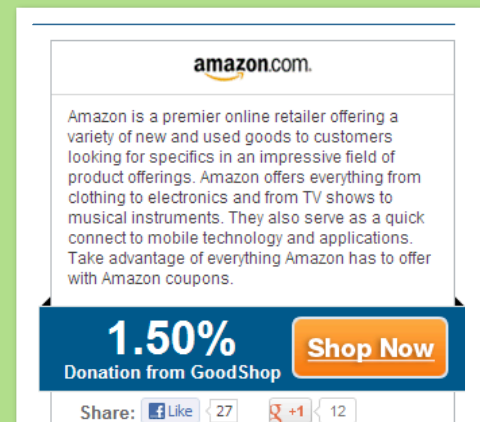 amazon.com.
Amazon is a premier online retailer offering a
variety of new and used goods to customers
looking for specifics in an impressive field of
product offerings. Amazon offers everything from
clothing to electronics and from TV shows to
musical instruments. They also serve as a quick
connect to mobile technology and applications.
Take advantage of everything Amazon has to offer
with Amazon coupons.
1.50%
Donation from GoodShop
Shop Now
Share: Like 27 +1 12